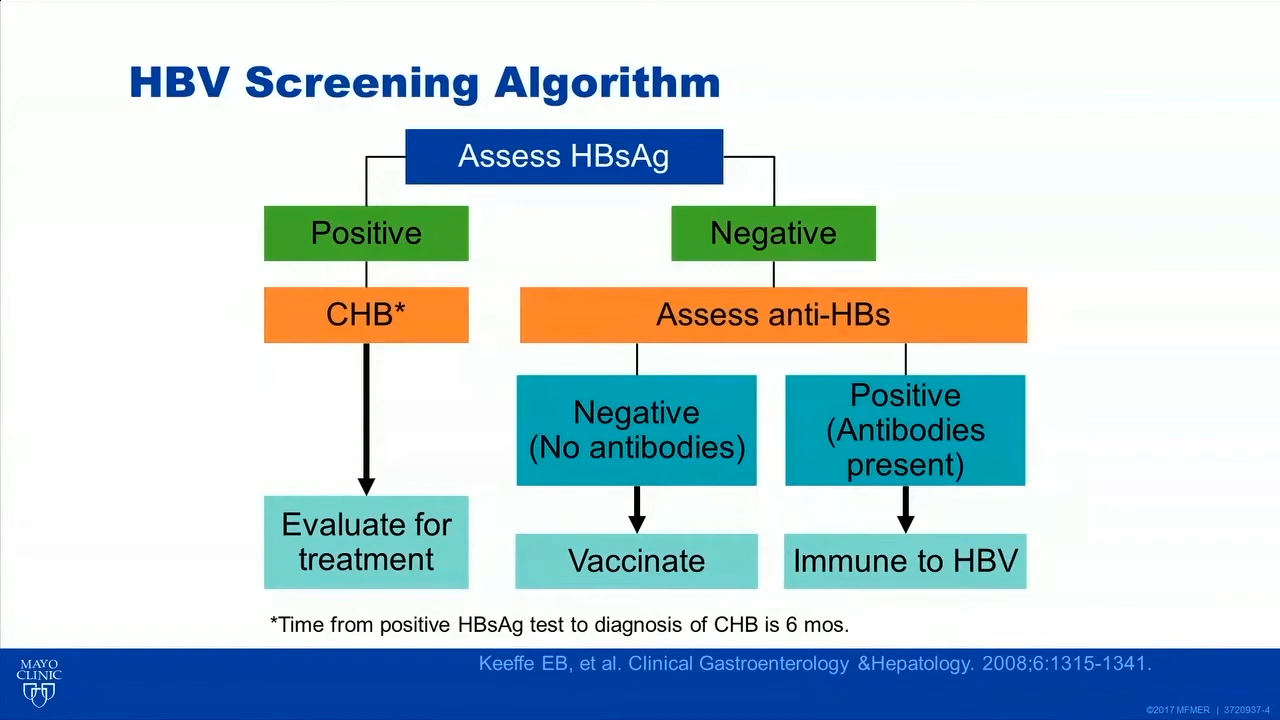 HBV Screening Algorithm
Assess HBsAg
Positive
Negative
CHB*
Assess anti-HBs
Negative
(No antibodies)
Positive
(Antibodies
present)
Evaluate for
treatment
Vaccinate
Immune to HBV
*Time from positive HBsAg test to diagnosis of CHB is 6 mos.
Keeffe EB, et al. Clinical Gastroenterology &Hepatology. 2008;6:1315-1341.
MAYO
CLINIC
©2017 MFMER | 3720937-4